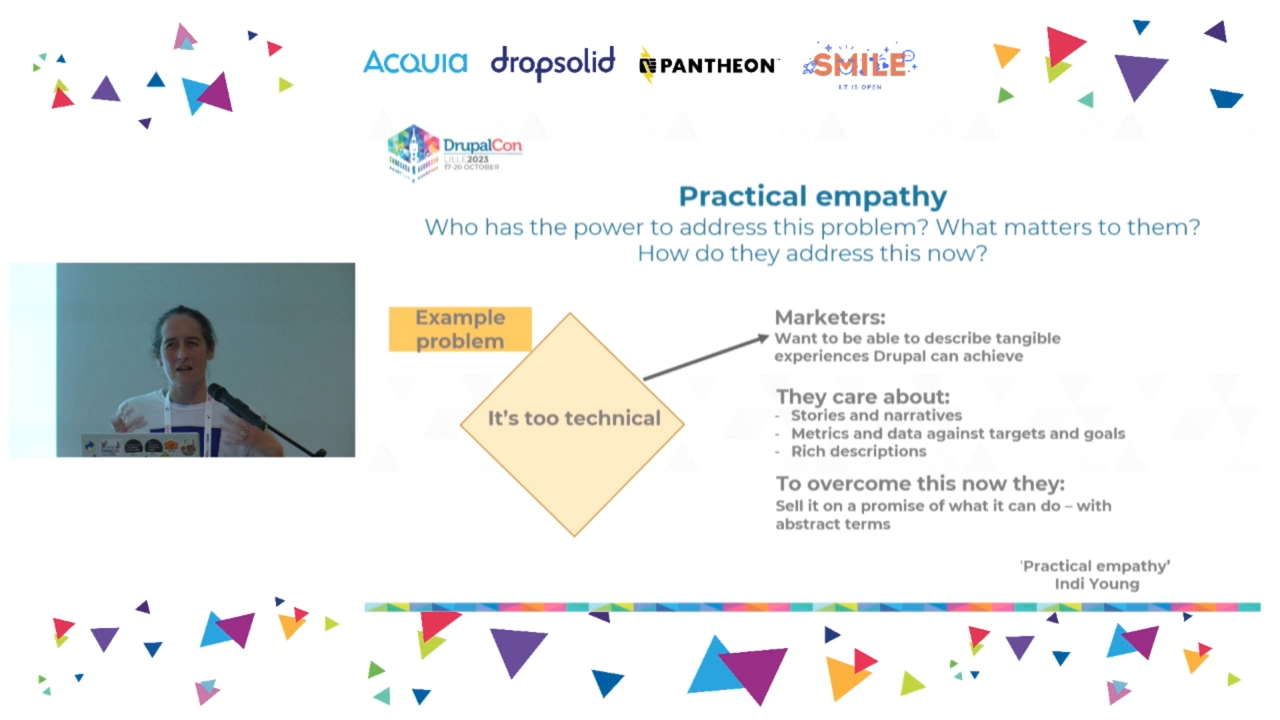 ACQUIA dropsolid PANTHEON SMILE
I.T IS OPEN
DrupalCon
LILLE2023
17-20 OCTOBER
Practical empathy
Who has the power to address this problem? What matters to them?
How do they address this now?
Example
problem
It's too technical
Marketers:
Want to be able to describe tangible
experiences Drupal can achieve
They care about:
- Stories and narratives
- Metrics and data against targets and goals
- Rich descriptions
To overcome this now they:
Sell it on a promise of what it can do – with
abstract terms
'Practical empathy'
Indi Young